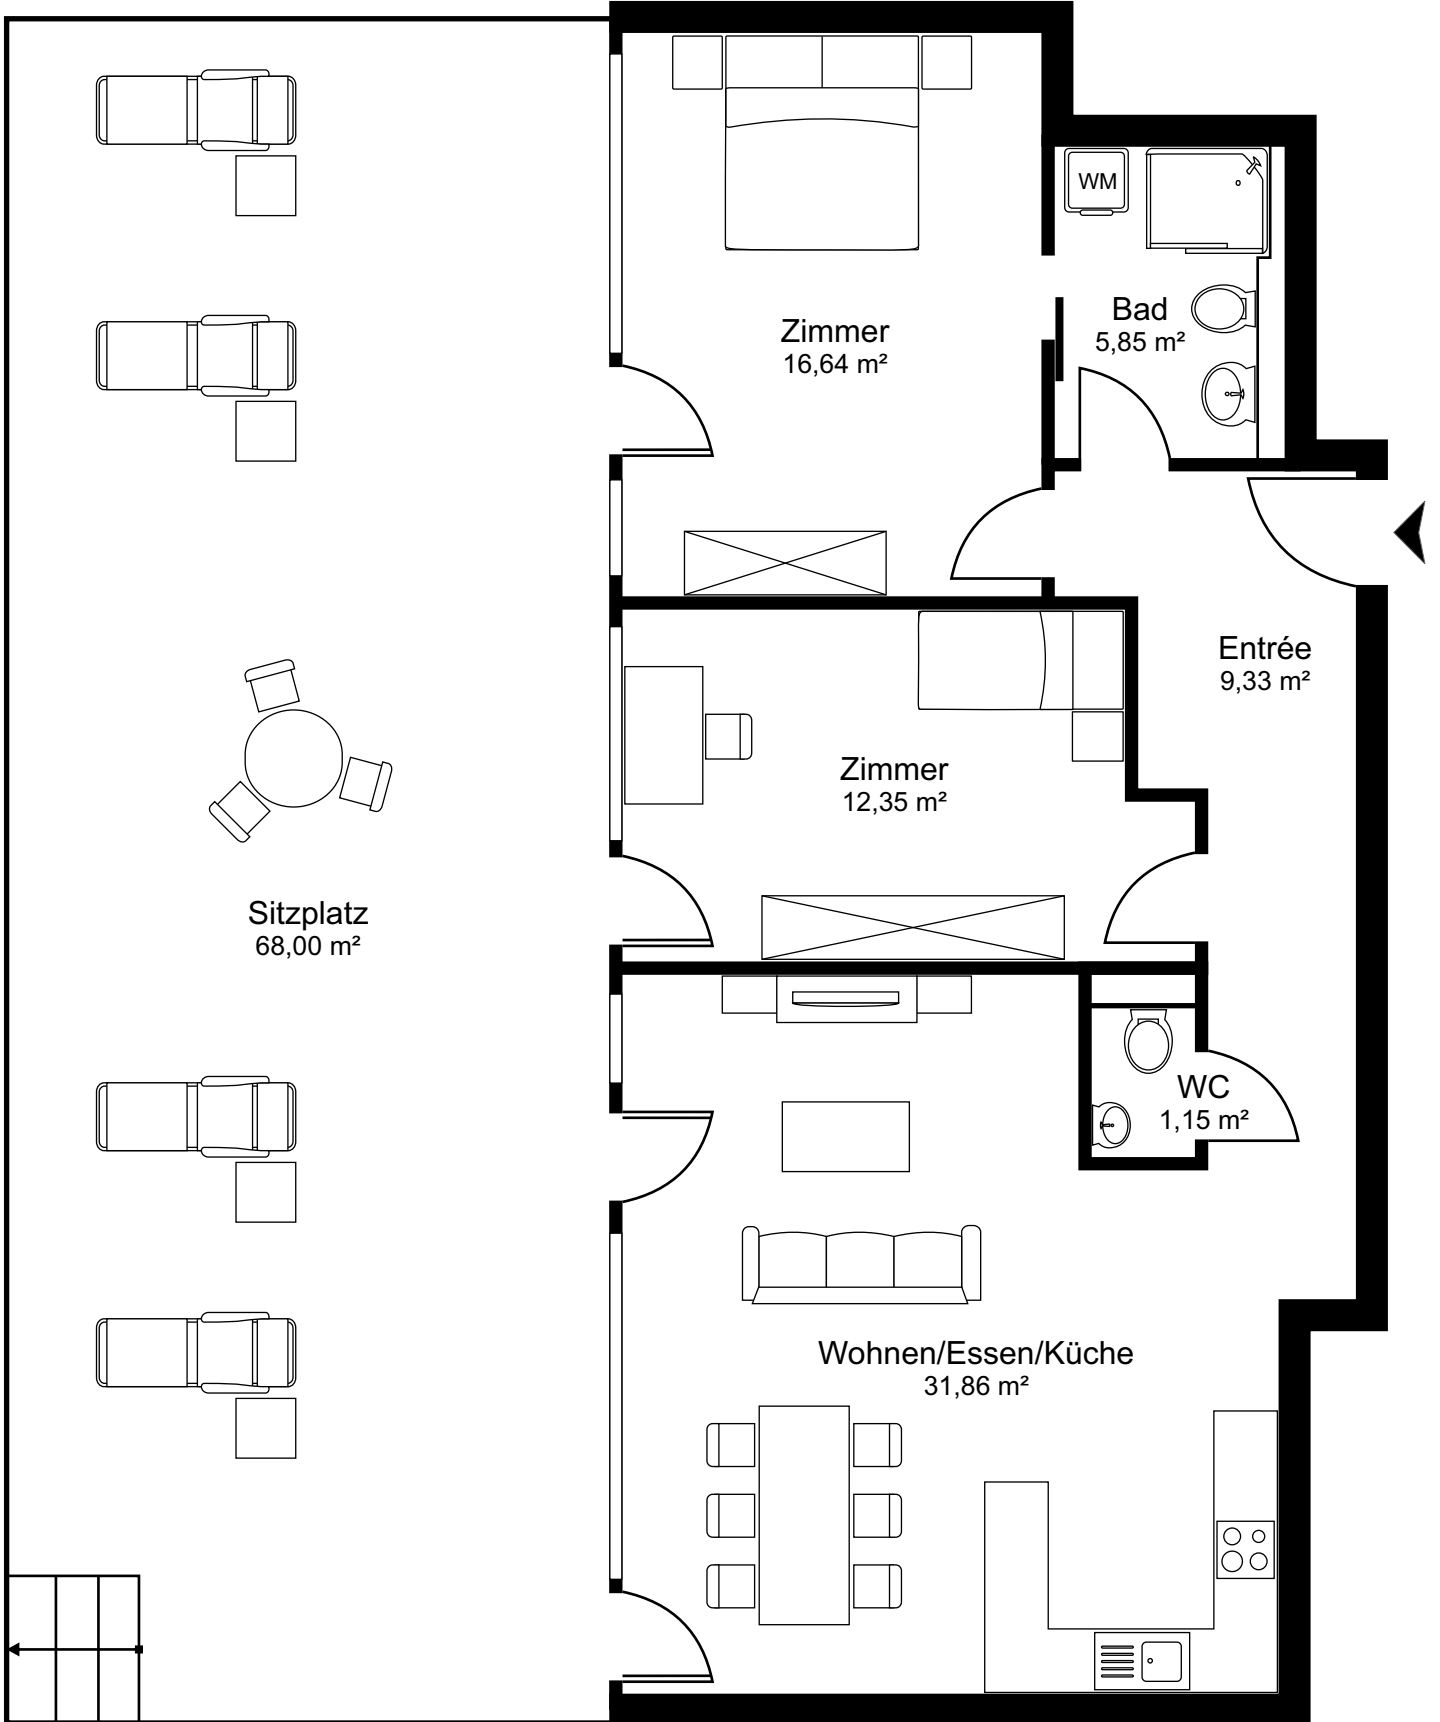 WM
Bad
5,85 m²
Zimmer
16,64 m²
Entrée
9,33 m²
Zimmer
12,35 m²
Sitzplatz
68,00 m²
WC
1,15 m²
Wohnen/Essen/Küche
31,86 m²